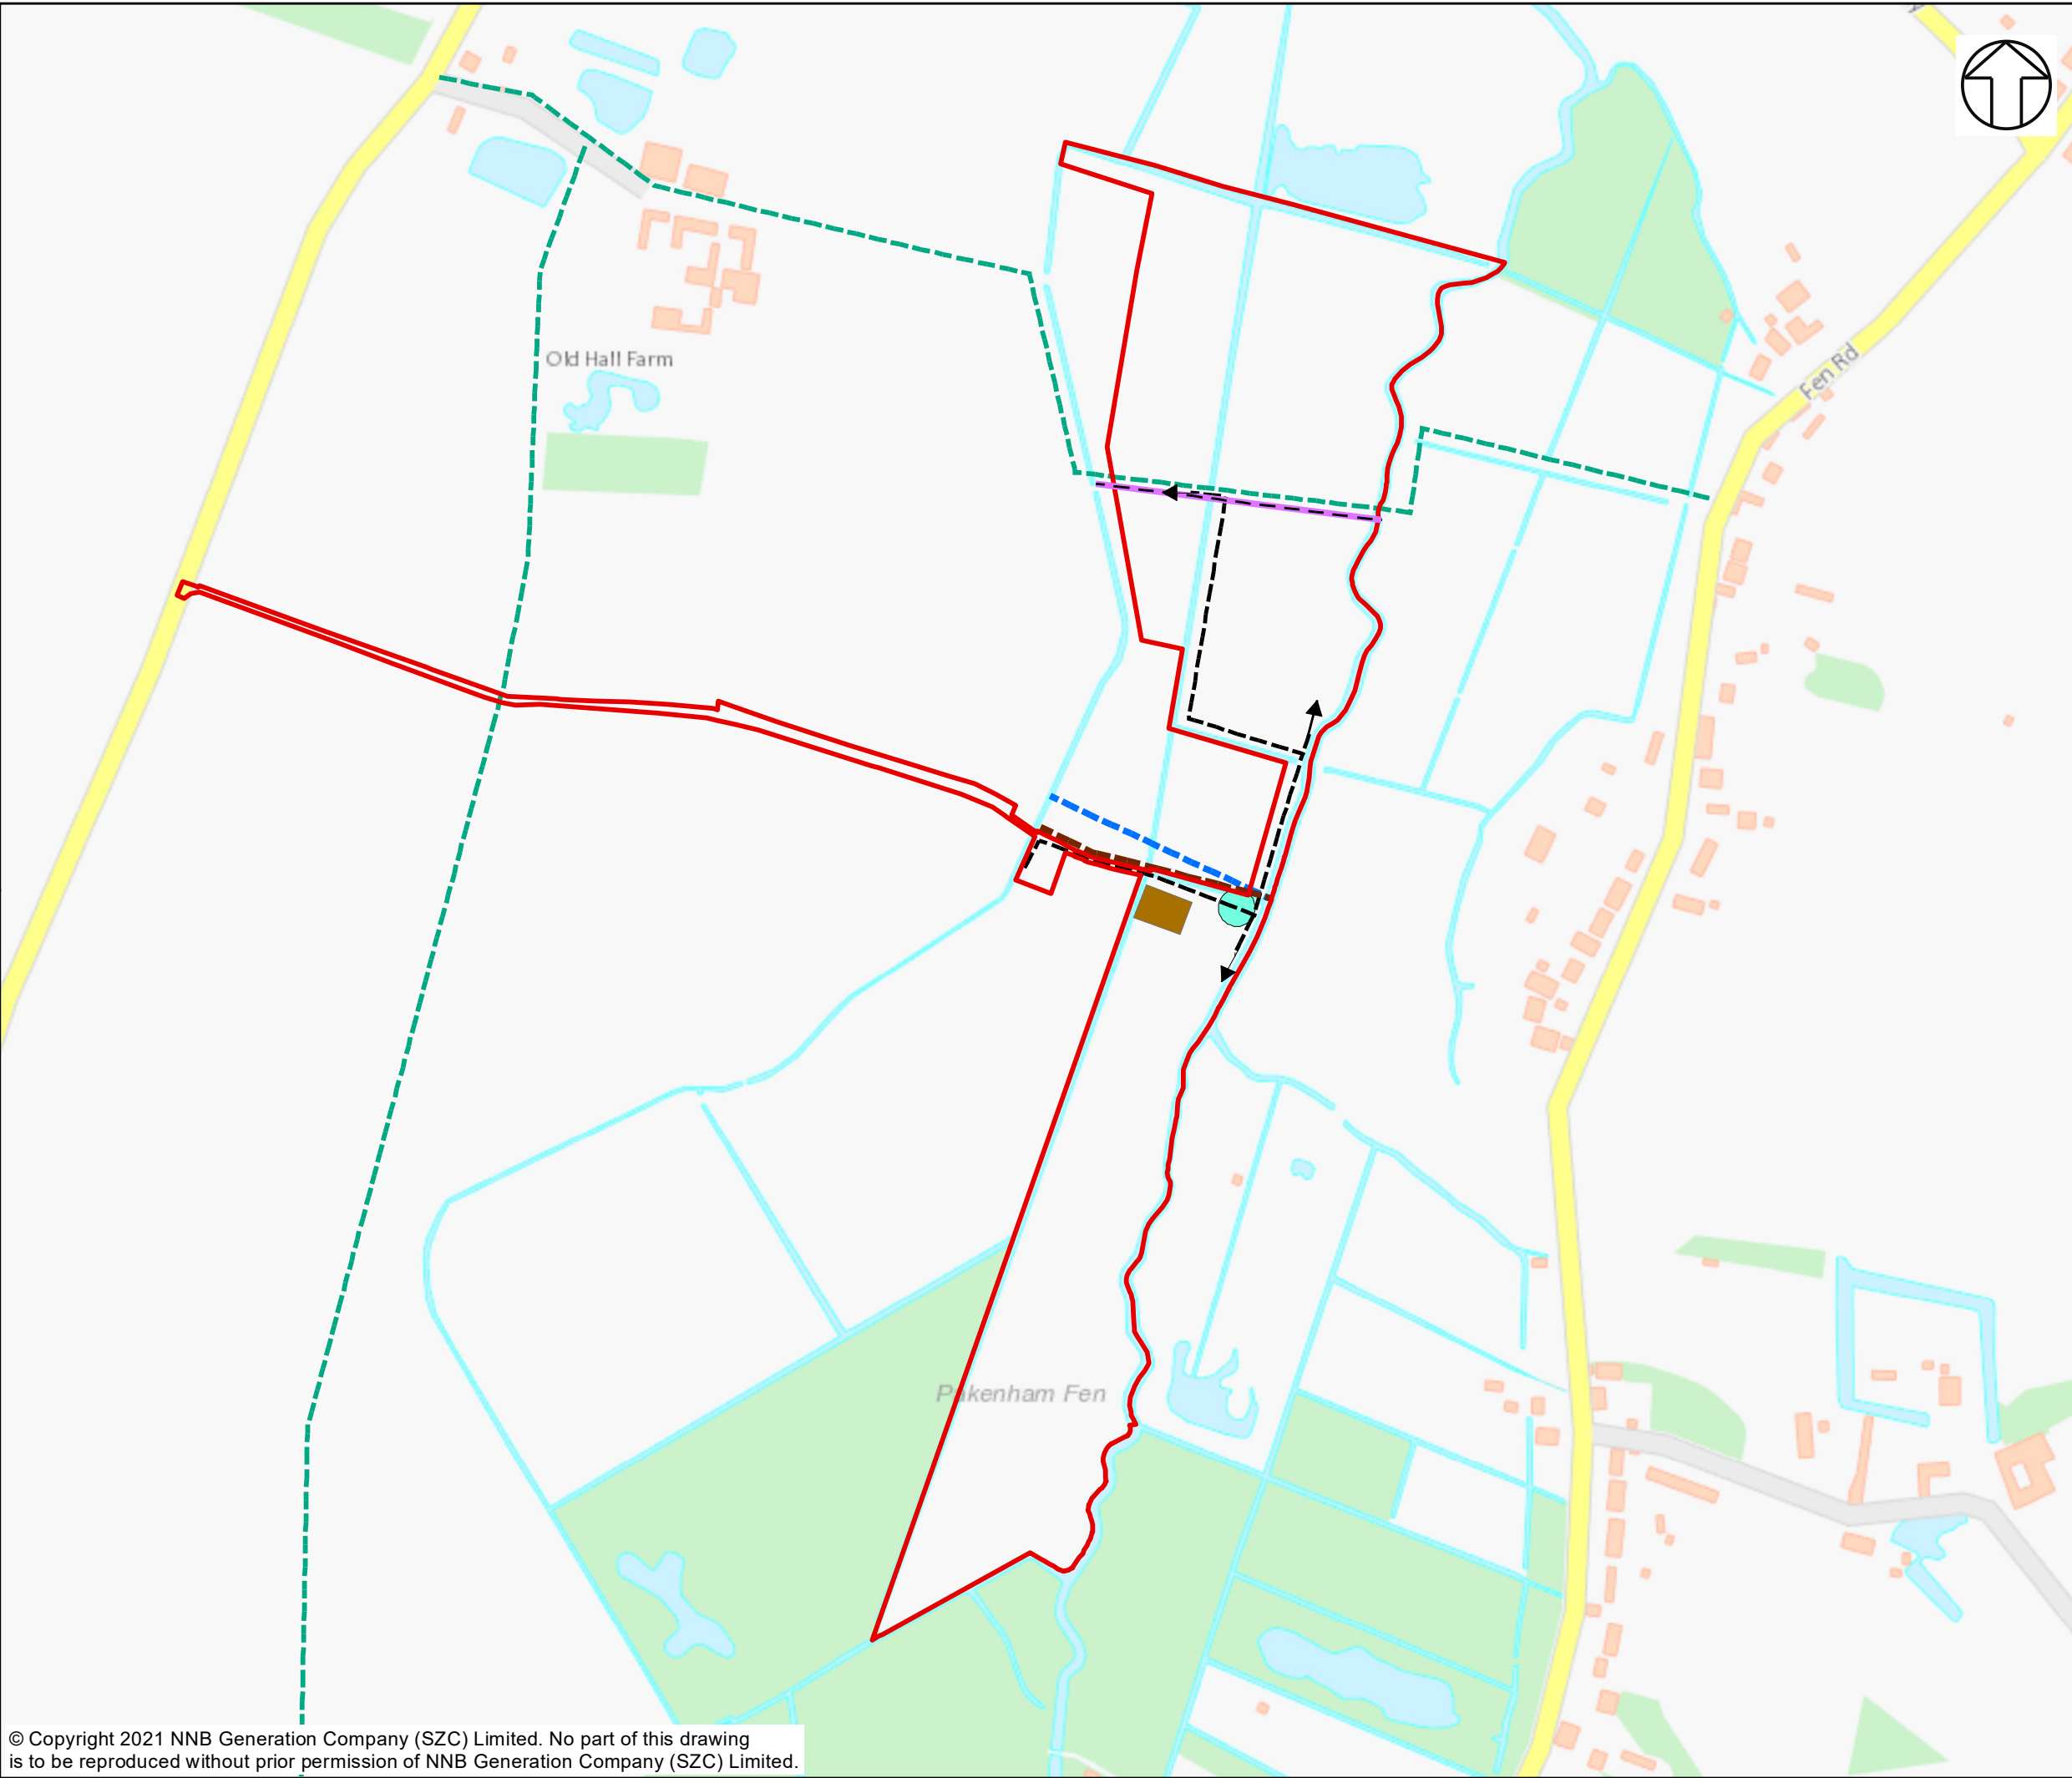 Old Hall Farm
Fen Rd
Pakenham Fen
© Copyright 2021 NNB Generation Company (SZC) Limited. No part of this drawing
is to be reproduced without prior permission of NNB Generation Company (SZC) Limited.